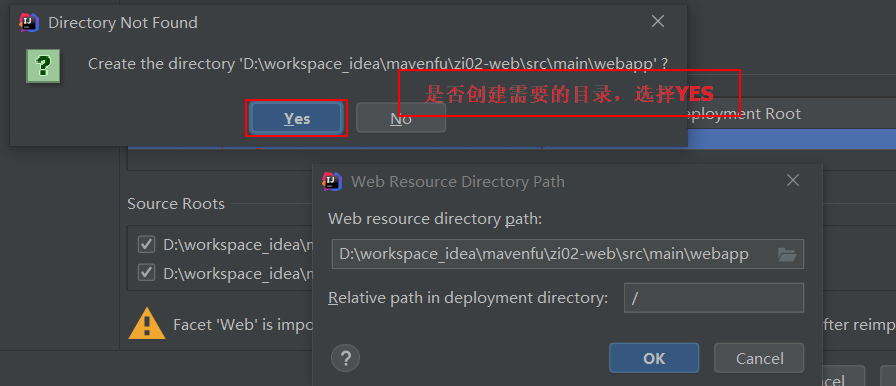 Directory Not Found
Create the directory 'D:\workspace_idea\mavenfu\zi02-web\src\main\webapp' ?
是否创建需要的目录，选择YES
Yes
No
Deployment Root
Web Resource Directory Path
Web resource directory path:
D:\workspace_idea\mavenfu\zi02-web\src\main\webapp
Relative path in deployment directory:
/
OK
Cancel
Source Roots
D:\workspace_idea\m
D:\workspace_idea\m
Facet 'Web' is impo
after reimp